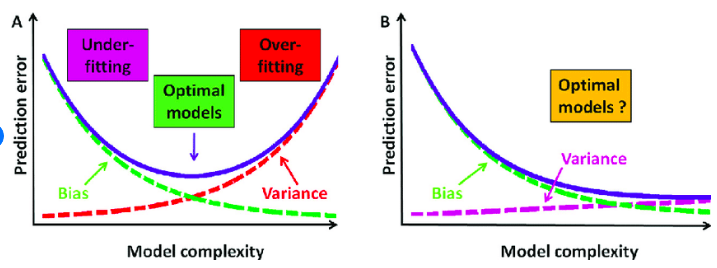 A
Under-
fitting
Over-
fitting
Optimal
models
Bias
Variance
Prediction error
Model complexity
B
Optimal
models ?
Variance
Bias
Prediction error
Model complexity